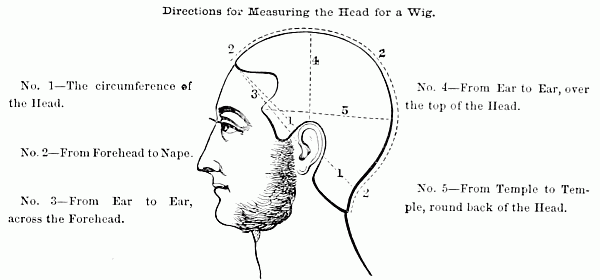 Directions for Measuring the Head for a Wig.
No. 1—The circumference of
the Head.
No. 2—From Forehead to Nape.
No. 3—From Ear to Ear,
across the Forehead.
2
2
4
3
5
1
1
2
No. 4—From Ear to Ear, over
the top of the Head.
No. 5—From Temple to Tem-
ple, round back of the Head.